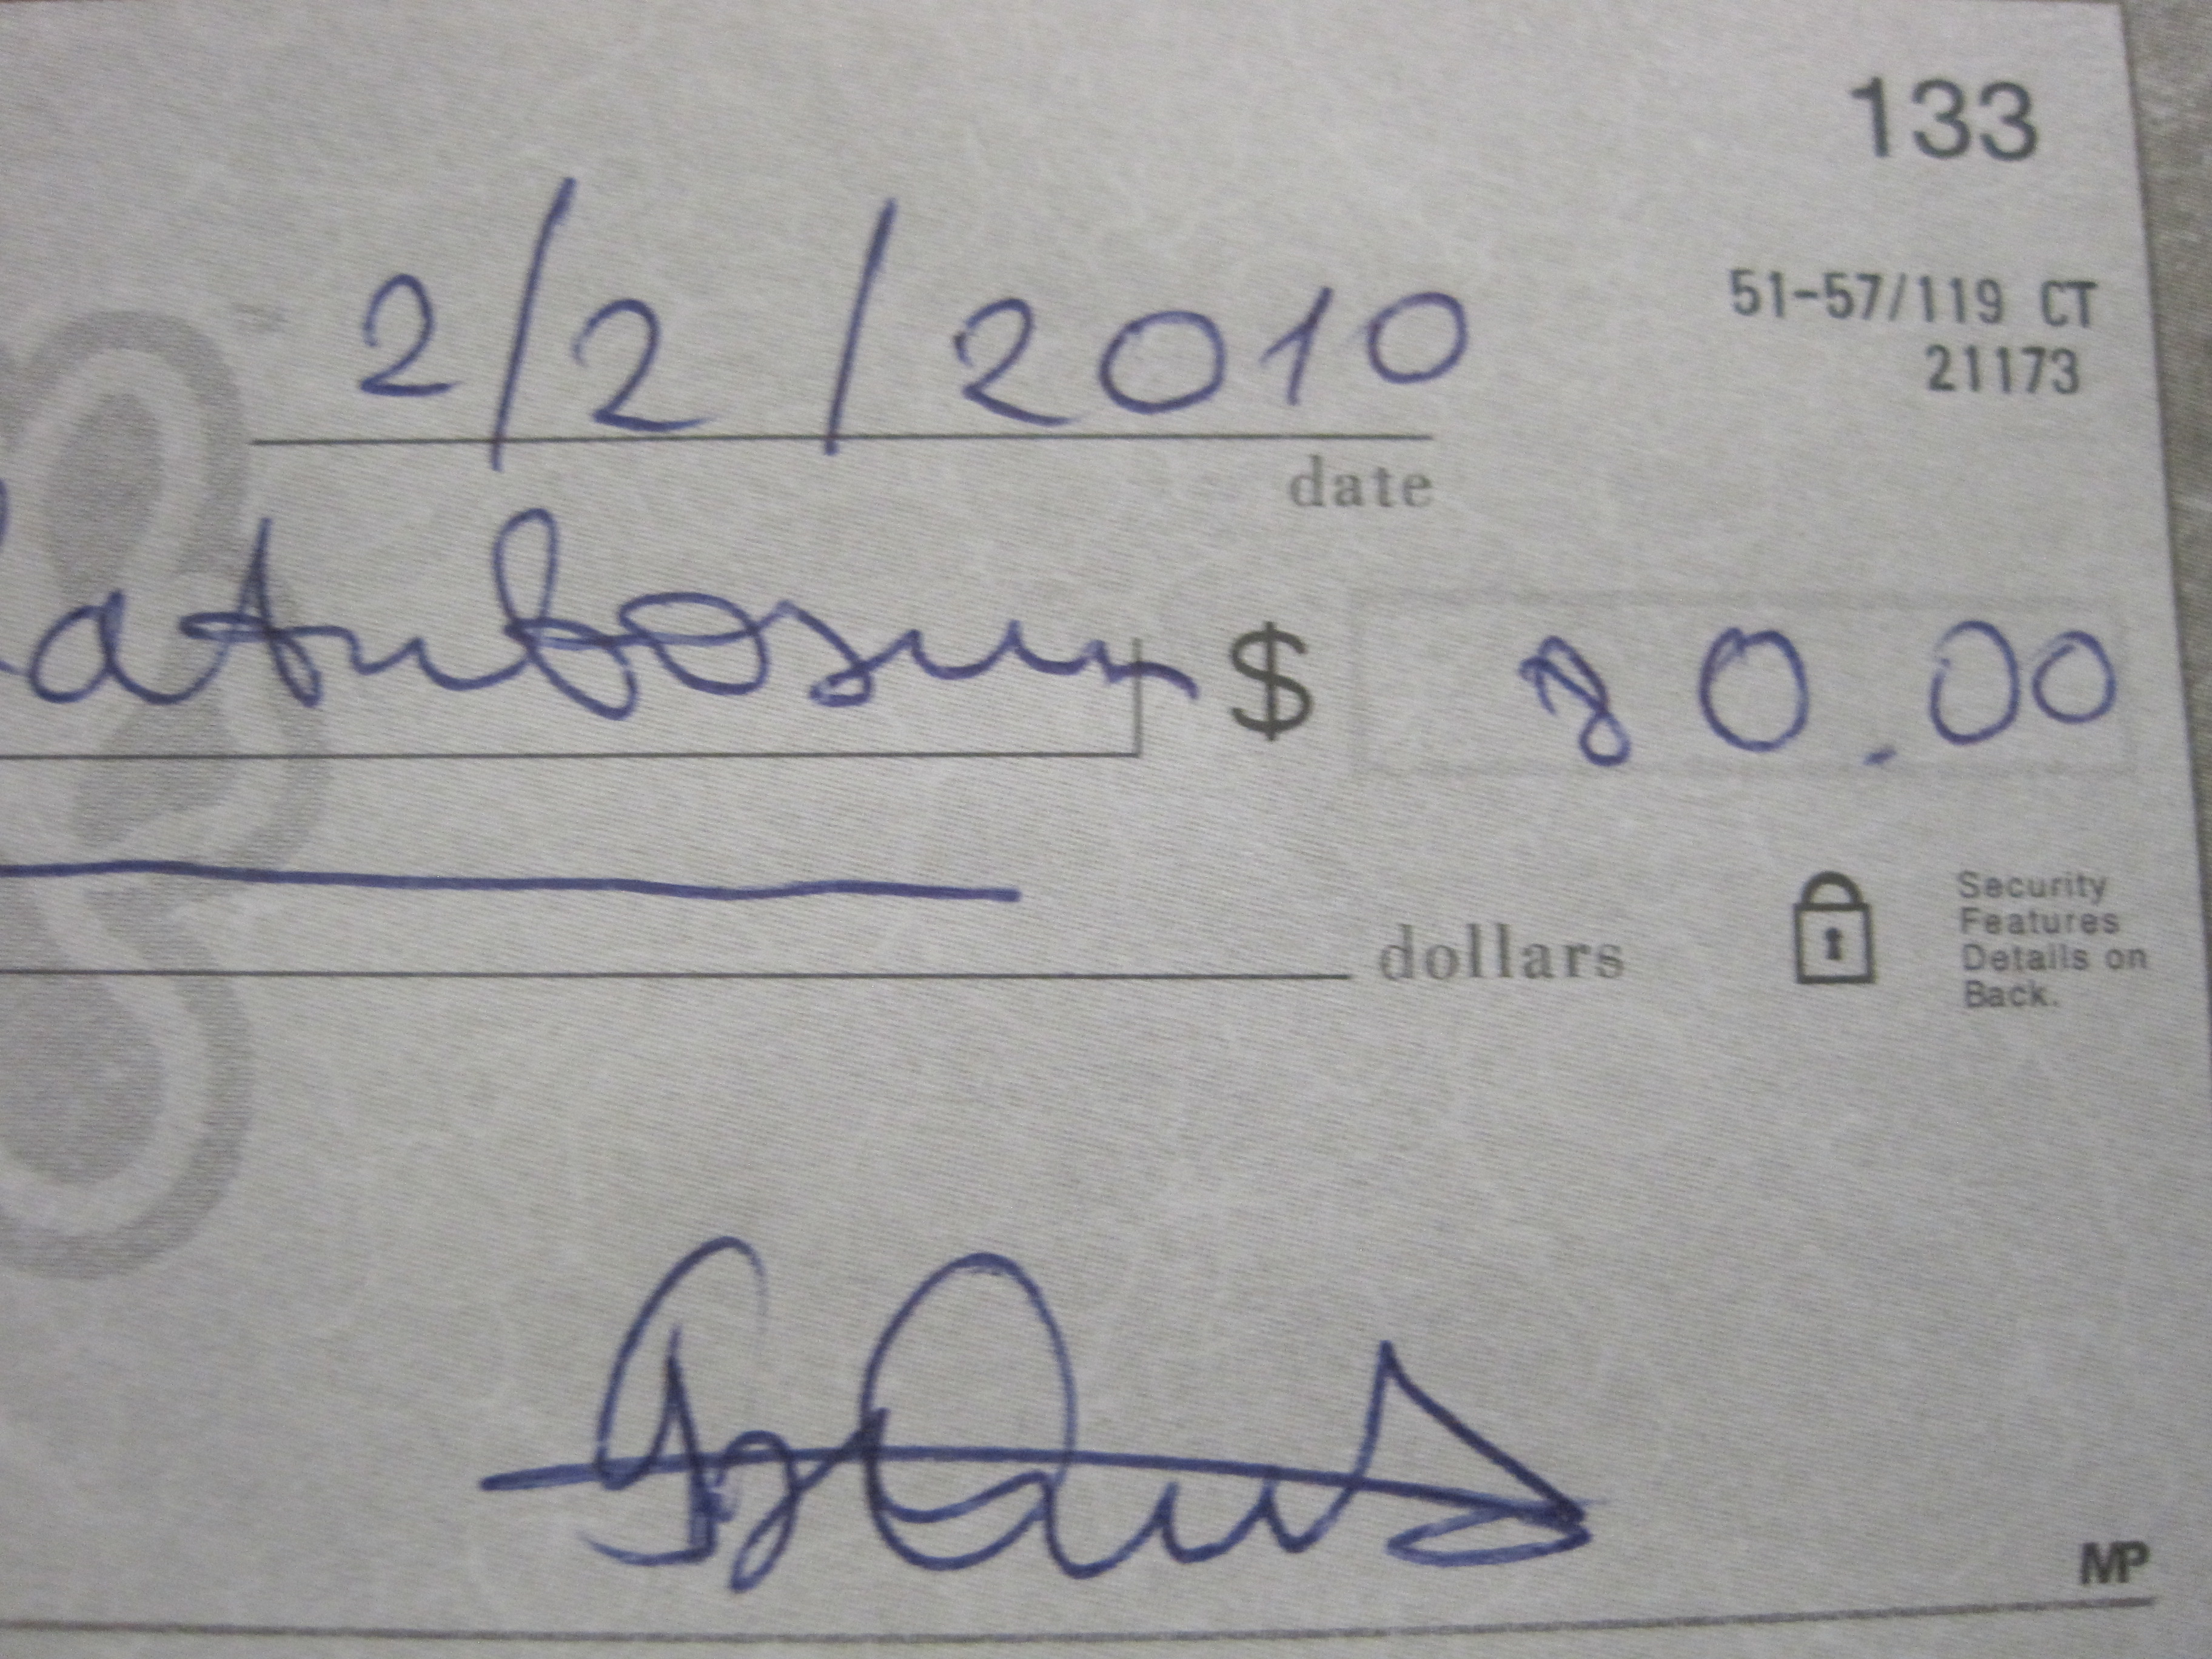 133
2/2/2010
51-57/119 CT
21173
date
$ 80.00
dollars
Security
Features
Details on
Back.
MP